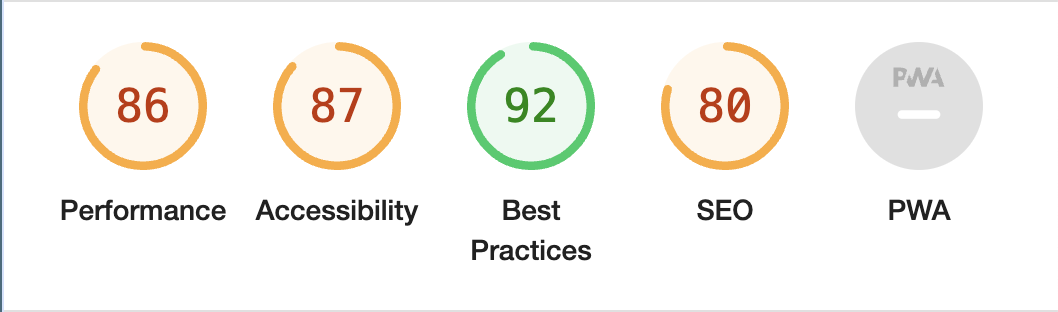 86
87
92
80
PWA
Performance
Accessibility
Best
Practices
SEO
PWA